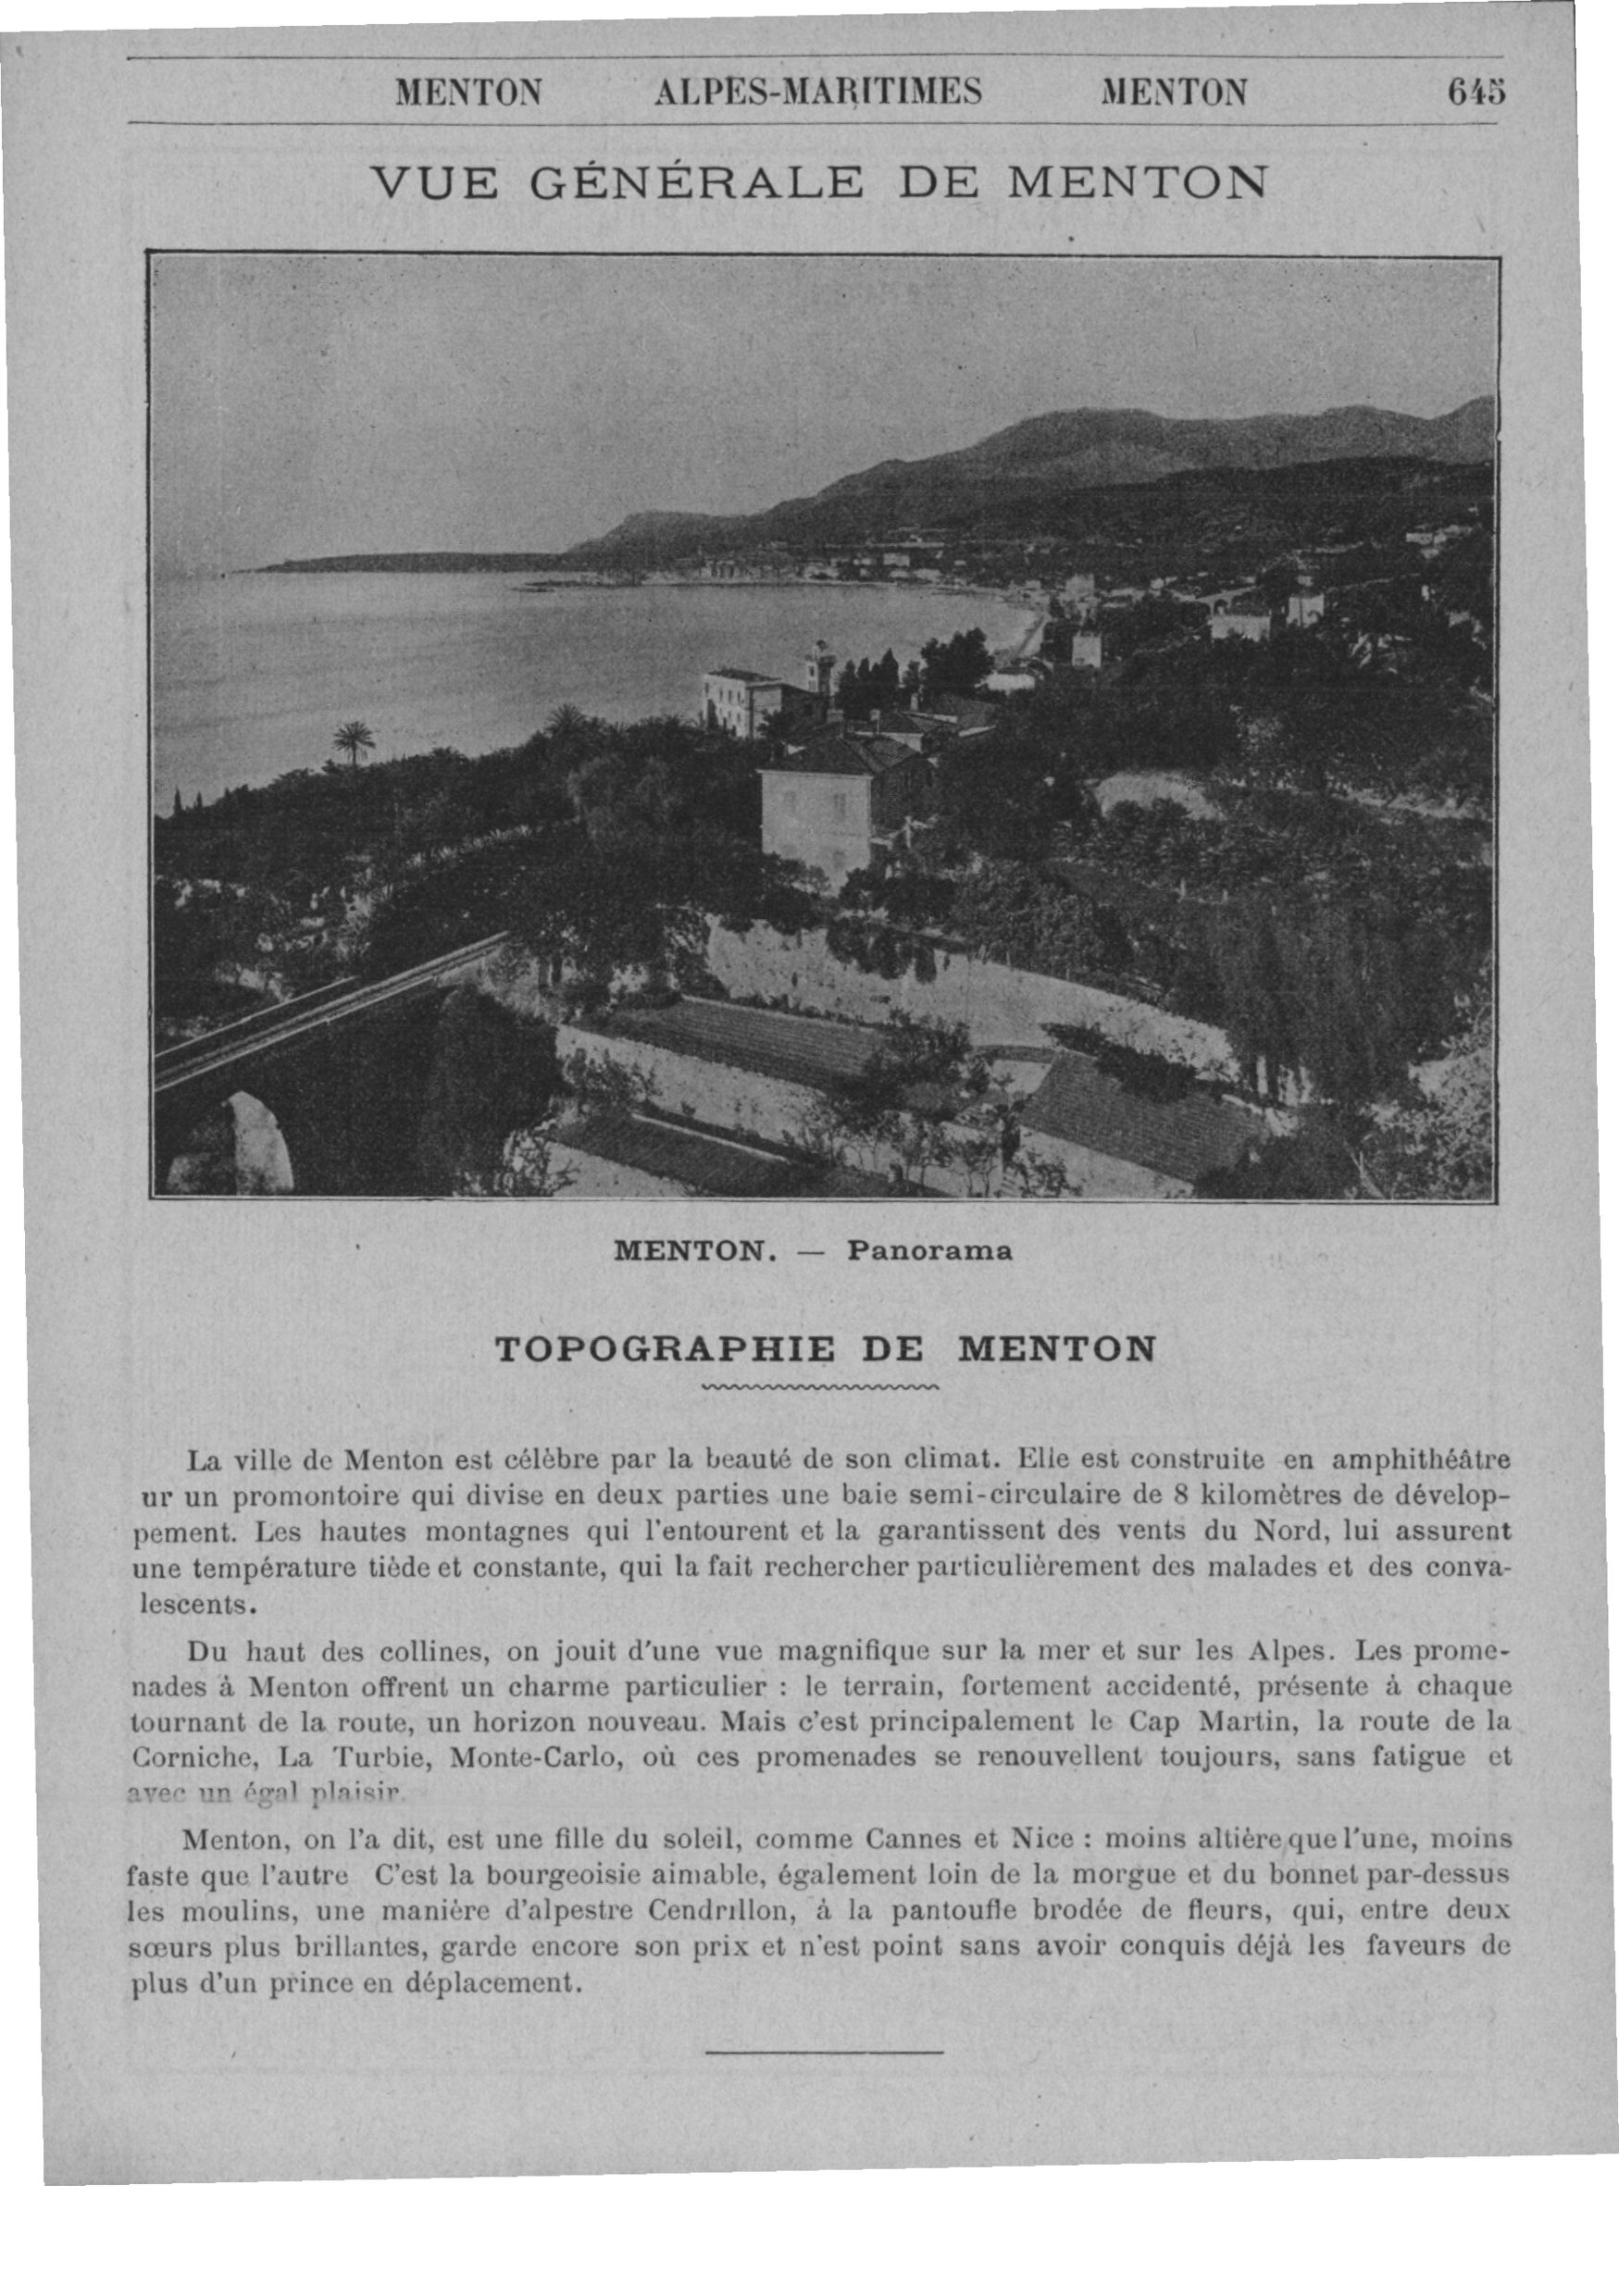 MENTON ALPES-MARITIMES MENTON 645
VUE GÉNÉRALE DE MENTON
MENTON. — Panorama
TOPOGRAPHIE DE MENTON
La ville de Menton est célèbre par la beauté de son climat. Elle est construite en amphithéâtre
ur un promontoire qui divise en deux parties une baie semi-circulaire de 8 kilomètres de dévelop-
pement. Les hautes montagnes qui l'entourent et la garantissent des vents du Nord, lui assurent
une température tiède et constante, qui la fait rechercher particulièrement des malades et des conva-
lescents.
Du haut des collines, on jouit d'une vue magnifique sur la mer et sur les Alpes. Les prome-
nades à Menton offrent un charme particulier : le terrain, fortement accidenté, présente à chaque
tournant de la route, un horizon nouveau. Mais c'est principalement le Cap Martin, la route de la
Corniche, La Turbie, Monte-Carlo, où ces promenades se renouvellent toujours, sans fatigue et
avec un égal plaisir.
Menton, on l'a dit, est une fille du soleil, comme Cannes et Nice : moins altière que l'une, moins
faste que l'autre C'est la bourgeoisie aimable, également loin de la morgue et du bonnet par-dessus
les moulins, une manière d'alpestre Cendrillon, à la pantoufle brodée de fleurs, qui, entre deux
sœurs plus brillantes, garde encore son prix et n'est point sans avoir conquis déjà les faveurs de
plus d'un prince en déplacement.